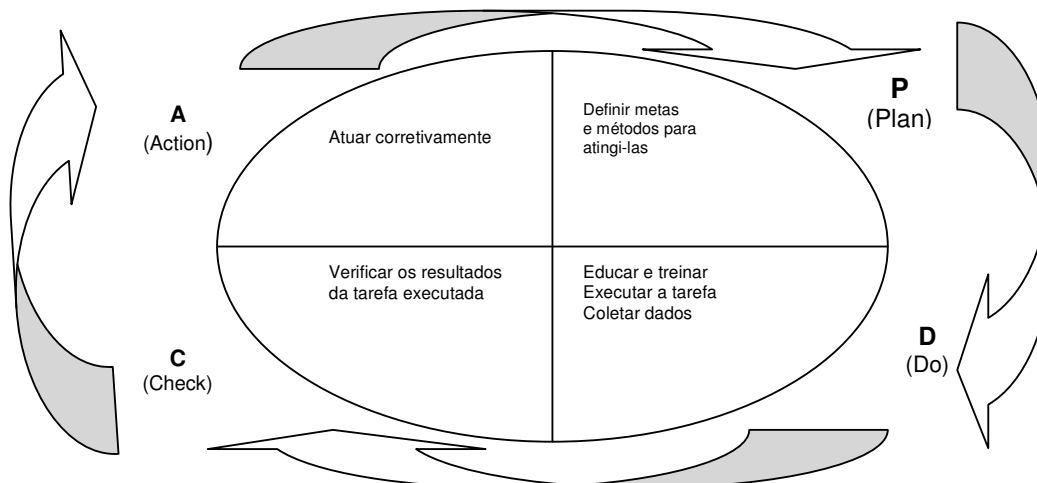 A
(Action)
Atuar corretivamente
Definir metas
e métodos para
atingi-las
P
(Plan)
C
(Check)
Verificar os resultados
da tarefa executada
Educar e treinar
Executar a tarefa
Coletar dados
D
(Do)